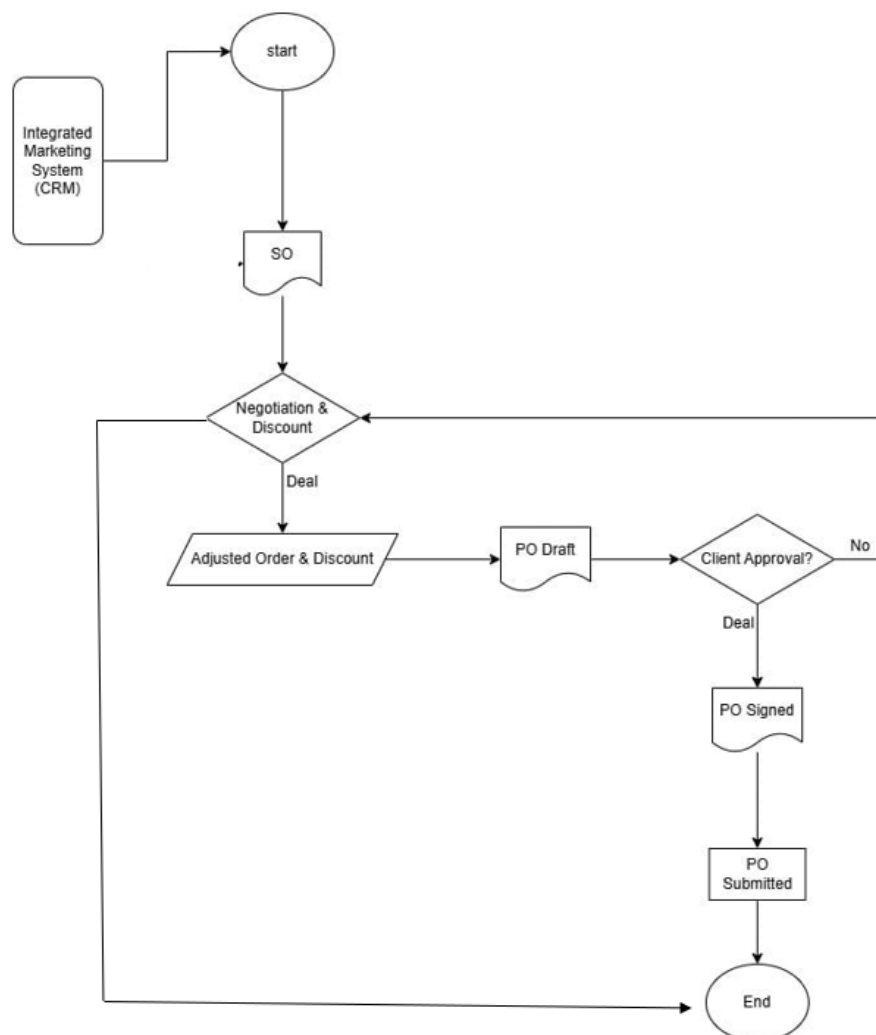 start
Integrated
Marketing
System
(CRM)
SO
Negotiation &
Discount
Deal
Adjusted Order & Discount
PO Draft
Client Approval?
No
Deal
PO Signed
PO
Submitted
End